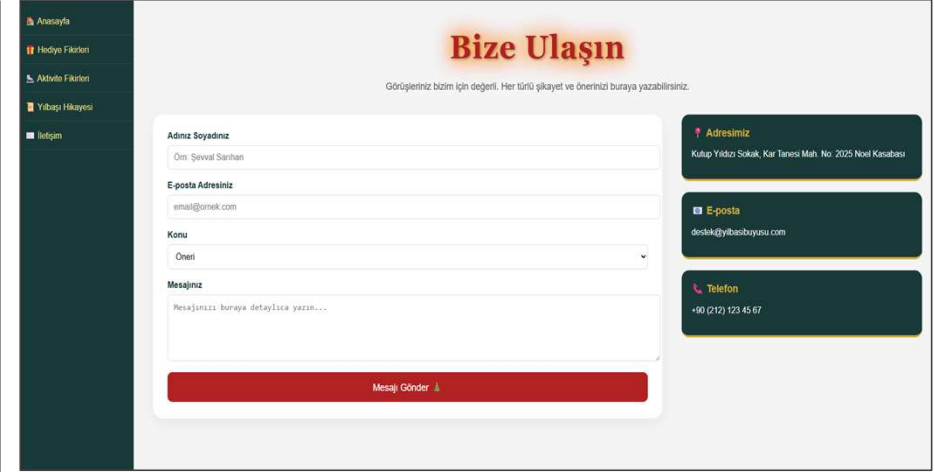 Anasayfa
Hediye Fikirleri
Aktivite Fikirleri
Yılbaşı Hikayesi
İletişim
Bize Ulaşın
Görüşleriniz bizim için değerli. Her türlü şikayet ve önerinizi buraya yazabilirsiniz.
Adınız Soyadınız
Örn: Şevval Sarıhan
E-posta Adresiniz
email@ornek.com
Konu
Öneri
Mesajınız
Mesajınızı buraya detaylıca yazın...
Mesajı Gönder
Adresimiz
Kutup Yıldızı Sokak, Kar Tanesi Mah. No: 2025 Noel Kasabası
E-posta
destek@yilbasibuyusu.com
Telefon
+90 (212) 123 45 67